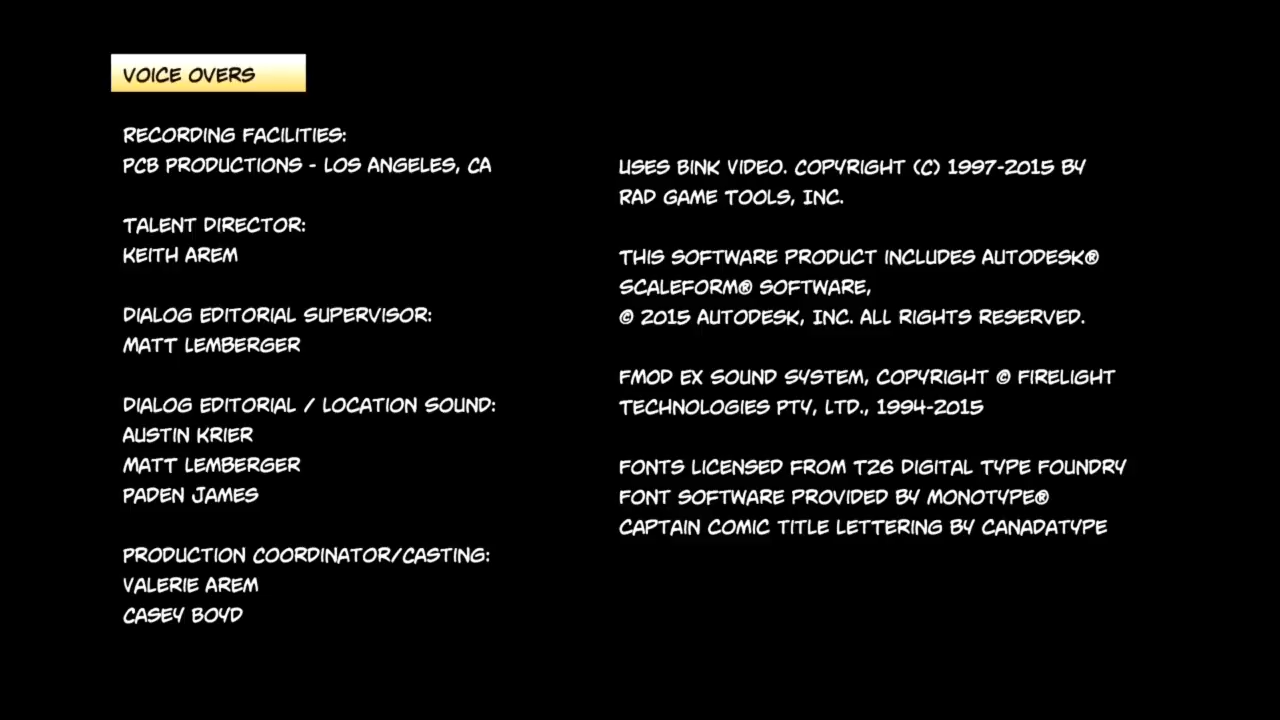 VOICE OVERS
RECORDING FACILITIES:
PCB PRODUCTIONS - LOS ANGELES, CA
TALENT DIRECTOR:
KEITH AREM
DIALOG EDITORIAL SUPERVISOR:
MATT LEMBERGER
DIALOG EDITORIAL / LOCATION SOUND:
AUSTIN KRIER
MATT LEMBERGER
PADEN JAMES
PRODUCTION COORDINATOR/CASTING:
VALERIE AREM
CASEY BOYD
USES BINK VIDEO. COPYRIGHT (C) 1997-2015 BY
RAD GAME TOOLS, INC.
THIS SOFTWARE PRODUCT INCLUDES AUTODESK®
SCALEFORM® SOFTWARE,
© 2015 AUTODESK, INC. ALL RIGHTS RESERVED.
FMOD EX SOUND SYSTEM, COPYRIGHT © FIRELIGHT
TECHNOLOGIES PTY, LTD., 1994-2015
FONTS LICENSED FROM T26 DIGITAL TYPE FOUNDRY
FONT SOFTWARE PROVIDED BY MONOTYPE®
CAPTAIN COMIC TITLE LETTERING BY CANADATYPE